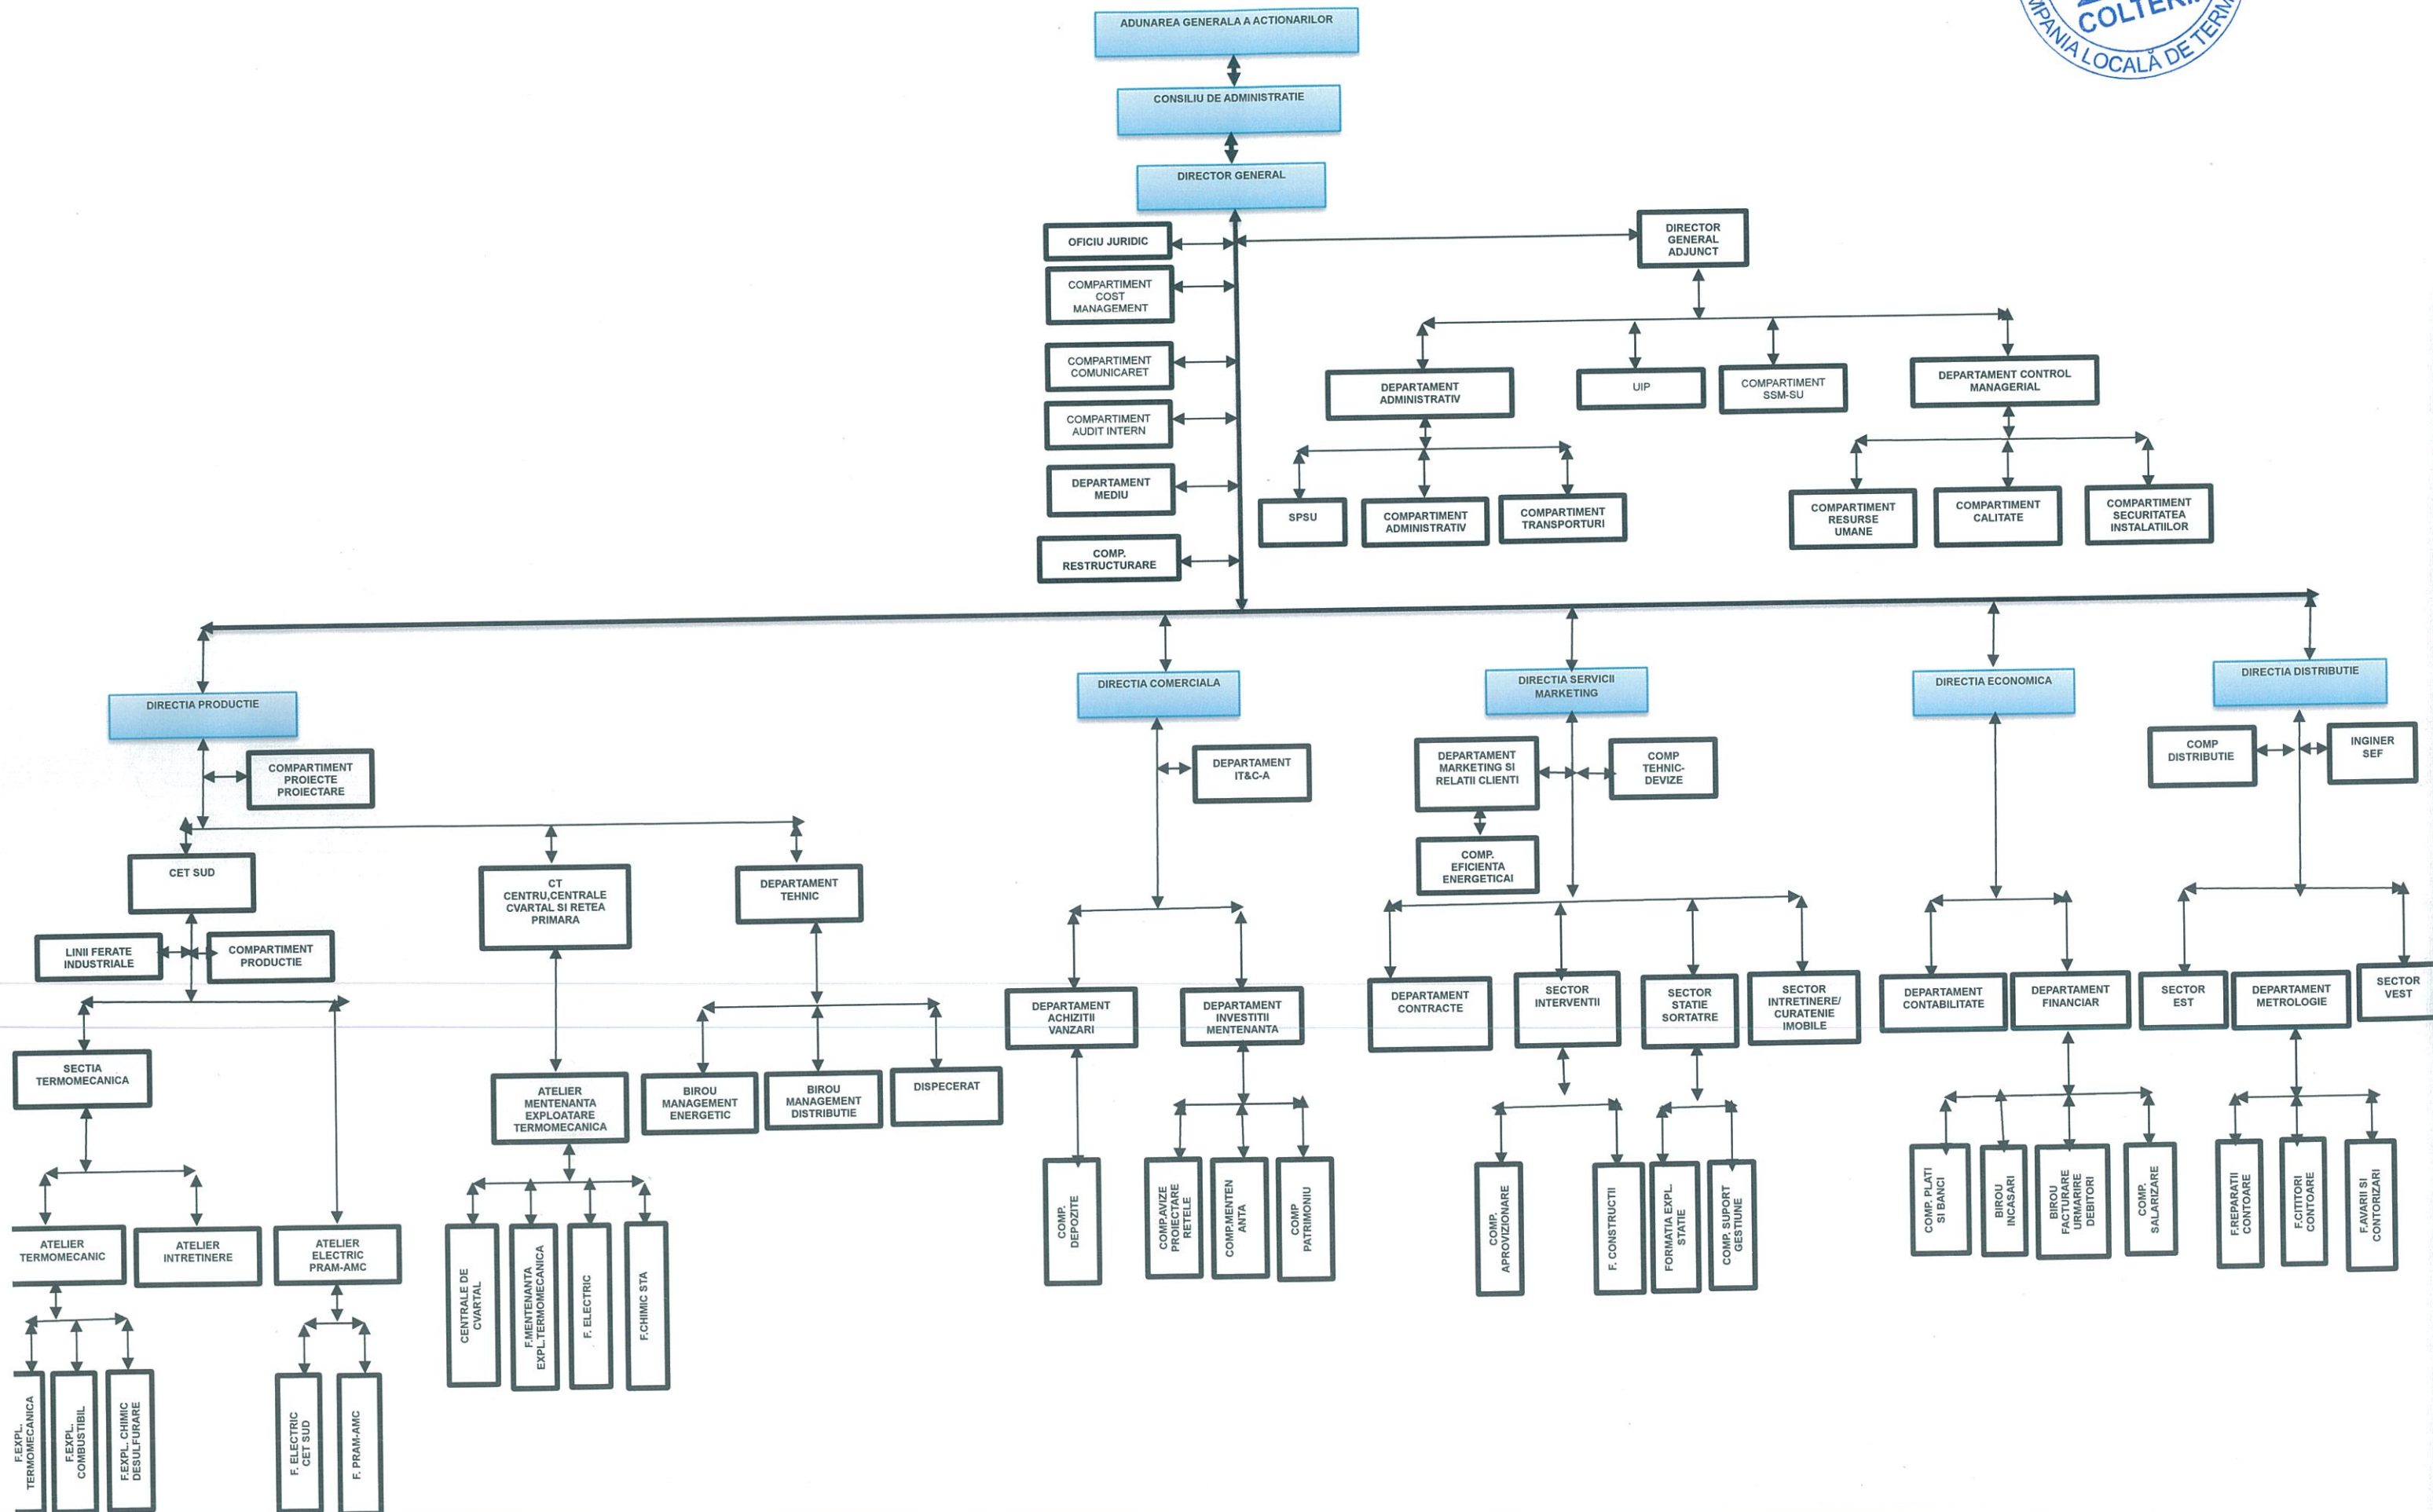 ADUNAREA GENERALA A ACTIONARILOR
COLTERM
COMPANIA LOCALĂ DE TERM
CONSILIU DE ADMINISTRATIE
DIRECTOR GENERAL
OFICIU JURIDIC
COMPARTIMENT
COST
MANAGEMENT
COMPARTIMENT
COMUNICARET
COMPARTIMENT
AUDIT INTERN
DEPARTAMENT
MEDIU
COMP.
RESTRUCTURARE
DIRECTOR
GENERAL
ADJUNCT
DEPARTAMENT
ADMINISTRATIV
UIP
COMPARTIMENT
SSM-SU
DEPARTAMENT CONTROL
MANAGERIAL
SPSU
COMPARTIMENT
ADMINISTRATIV
COMPARTIMENT
TRANSPORTURI
COMPARTIMENT
RESURSE
UMANE
COMPARTIMENT
CALITATE
COMPARTIMENT
SECURITATEA
INSTALATIILOR
DIRECTIA PRODUCTIE
DIRECTIA COMERCIALA
DIRECTIA SERVICII
MARKETING
DIRECTIA ECONOMICA
DIRECTIA DISTRIBUTIE
COMPARTIMENT
PROIECTE
PROIECTARE
DEPARTAMENT
IT&C-A
DEPARTAMENT
MARKETING SI
RELATII CLIENTI
COMP
TEHNIC-
DEVIZE
COMP
DISTRIBUTIE
INGINER
SEF
COMP.
EFICIENTA
ENERGETICAI
CET SUD
CT
CENTRU,CENTRALE
CVARTAL SI RETEA
PRIMARA
DEPARTAMENT
TEHNIC
LINII FERATE
INDUSTRIALE
COMPARTIMENT
PRODUCTIE
DEPARTAMENT
ACHIZITII
VANZARI
DEPARTAMENT
INVESTITII
MENTENANTA
DEPARTAMENT
CONTRACTE
SECTOR
INTERVENTII
SECTOR
STATIE
SORTATRE
SECTOR
INTRETINERE/
CURATENIE
IMOBILE
DEPARTAMENT
CONTABILITATE
DEPARTAMENT
FINANCIAR
SECTOR
EST
DEPARTAMENT
METROLOGIE
SECTOR
VEST
SECTIA
TERMOMECANICA
ATELIER
MENTENANTA
EXPLOATARE
TERMOMECANICA
BIROU
MANAGEMENT
ENERGETIC
BIROU
MANAGEMENT
DISTRIBUTIE
DISPECERAT
ATELIER
TERMOMECANIC
ATELIER
INTRETINERE
ATELIER
ELECTRIC
PRAM-AMC
CENTRALE DE
CVARTAL
F.MENTENANTA
EXPL.TERMOMECANICA
F. ELECTRIC
F.CHIMIC STA
COMP.
DEPOZITE
COMP.AVIZE
PROIECTARE
RETELE
COMP.MENTEN
ANTA
COMP
PATRIMONIU
COMP.
APROVIZIONARE
F. CONSTRUCTII
FORMATIA EXPL.
STATIE
COMP. SUPORT
GESTIUNE
COMP. PLATI
SI BANCI
BIROU
INCASARI
BIROU
FACTURARE
URMARIRE
DEBITORI
COMP.
SALARIZARE
F.REPARATII
CONTOARE
F.CITITORI
CONTOARE
F.AVARII SI
CONTORIZARI
F.EXPL.
TERMOMECANICA
F.EXPL.
COMBUSTIBIL
F.EXPL. CHIMIC
DESULFURARE
F. ELECTRIC
CET SUD
F. PRAM-AMC